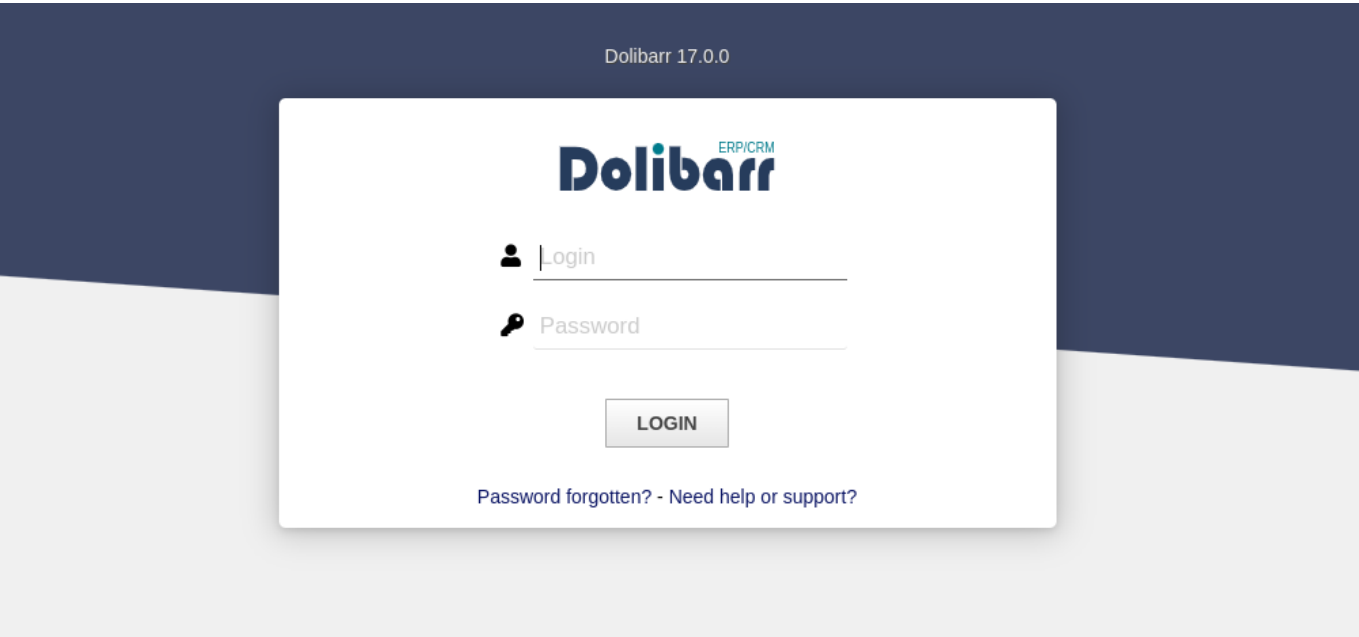 Dolibarr 17.0.0
ERP/CRM
Dolibarr
Login
Password
LOGIN
Password forgotten? - Need help or support?